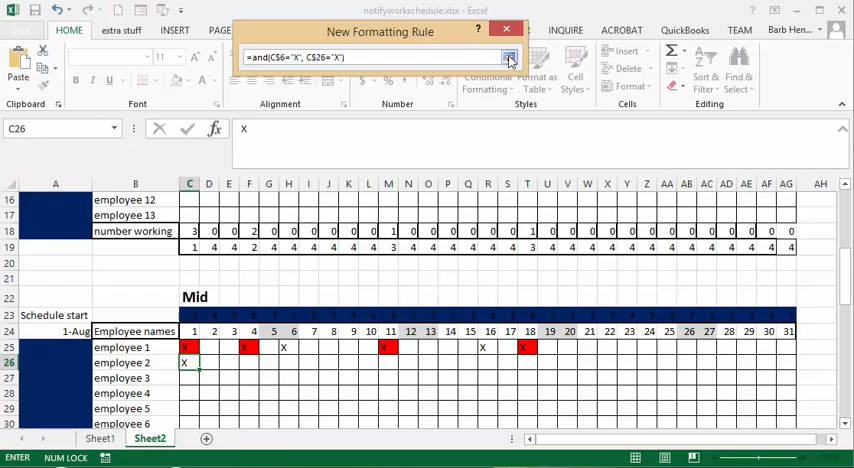 notifyworkschedule.xlsx - Excel
New Formatting Rule
?
=and(C$6="X", C$26="X")
HOME extra stuff INSERT INQUIRE ACROBAT QuickBooks TEAM Barb Hen...
Paste
B I U
Clipboard Font Alignment Number
Conditional Formatting Format as Table Cell Styles
Styles
Insert
Delete
Format
Cells
Sort & Filter Find & Select
Editing
C26 fx X
C D E F G H I J K L M N O P Q R S T U V W X Y Z AA AB AC AD AE AF AG AH
A B
16 employee 12
17 employee 13
18 number working 3 0 0 2 0 0 0 0 0 0 1 0 0 0 0 0 0 1 0 0 0 0 0 0 0 0 0 0 0 0 0
19 1 4 4 2 4 4 4 4 4 4 3 4 4 4 4 4 4 3 4 4 4 4 4 4 4 4 4 4 4 4 4
20
21
22 Mid
23 Schedule start
24 1-Aug Employee names 1 2 3 4 5 6 7 8 9 10 11 12 13 14 15 16 17 18 19 20 21 22 23 24 25 26 27 28 29 30 31
25 employee 1 X X X X X X
26 employee 2 X
27 employee 3
28 employee 4
29 employee 5
30 employee 6
Sheet1 Sheet2
ENTER NUM LOCK